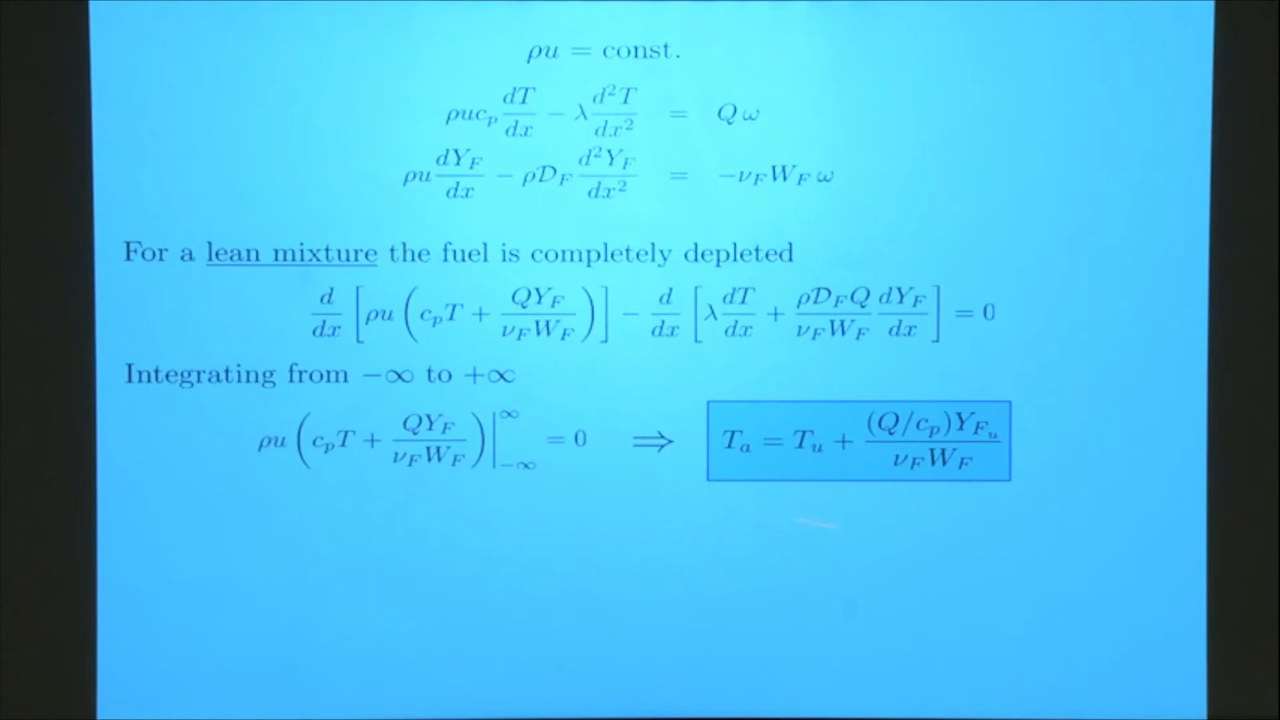 ρu = const.
ρuc_p dT/dx − λ d²T/dx² = Q ω
ρu dY_F/dx − ρ𝒟_F d²Y_F/dx² = −ν_F W_F ω
For a lean mixture the fuel is completely depleted
d/dx [ρu (c_p T + QY_F/ν_F W_F)] − d/dx [λ dT/dx + ρ𝒟_F Q/ν_F W_F dY_F/dx] = 0
Integrating from −∞ to +∞
ρu (c_p T + QY_F/ν_F W_F)|_{−∞}^{∞} = 0 ⟹ T_a = T_u + (Q/c_p)Y_{F_u}/ν_F W_F